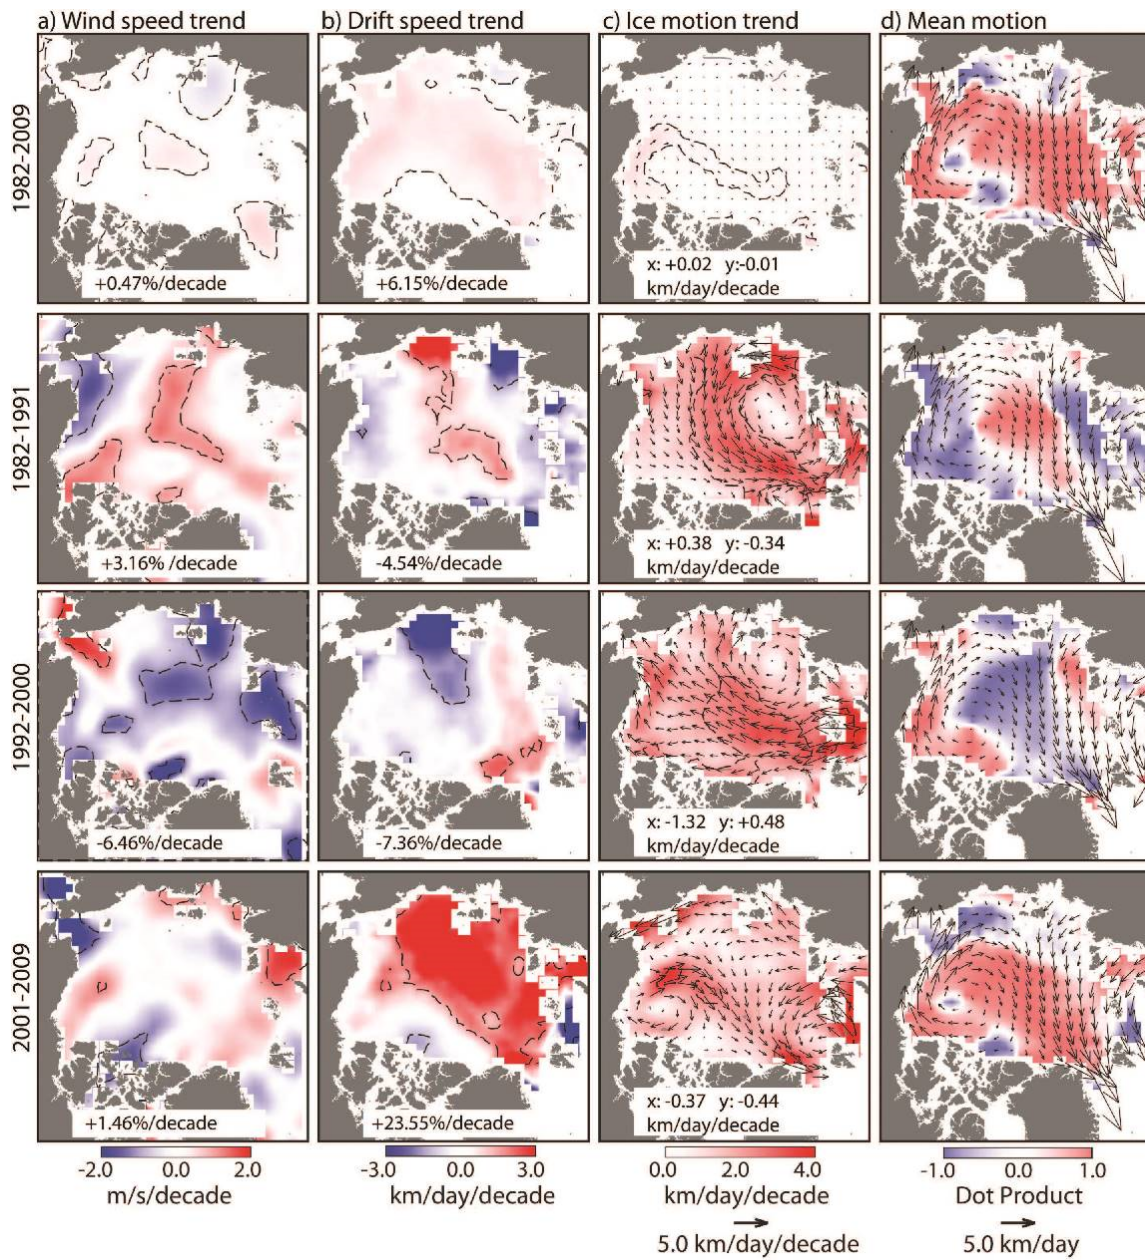 a) Wind speed trend b) Drift speed trend c) Ice motion trend d) Mean motion
1982-2009
+0.47%/decade
+6.15%/decade
x: +0.02 y:-0.01
km/day/decade
1982-1991
+3.16% /decade
-4.54%/decade
x: +0.38 y: -0.34
km/day/decade
1992-2000
-6.46%/decade
-7.36%/decade
x: -1.32 y: +0.48
km/day/decade
2001-2009
+1.46%/decade
+23.55%/decade
x: -0.37 y: -0.44
km/day/decade
-2.0 0.0 2.0
m/s/decade
-3.0 0.0 3.0
km/day/decade
0.0 2.0 4.0
km/day/decade
5.0 km/day/decade
-1.0 0.0 1.0
Dot Product
5.0 km/day